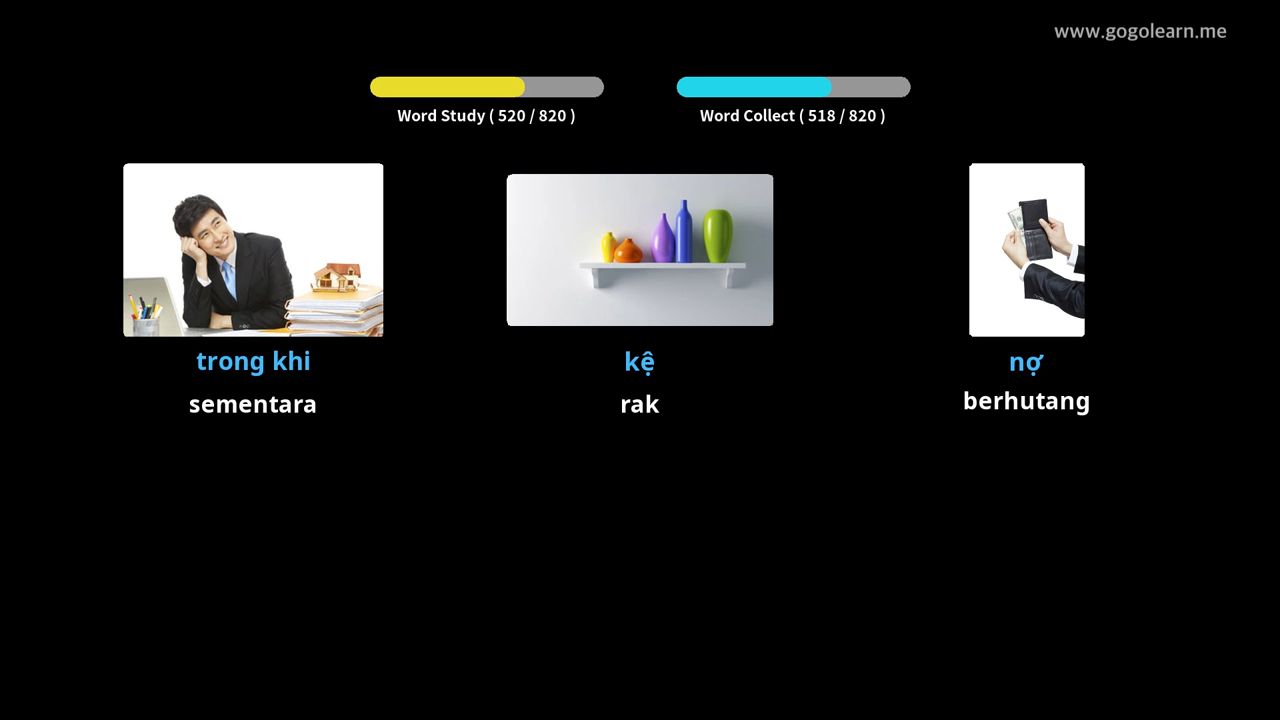 www.gogolearn.me
Word Study ( 520 / 820 )
Word Collect ( 518 / 820 )
trong khi
sementara
kệ
rak
nợ
berhutang